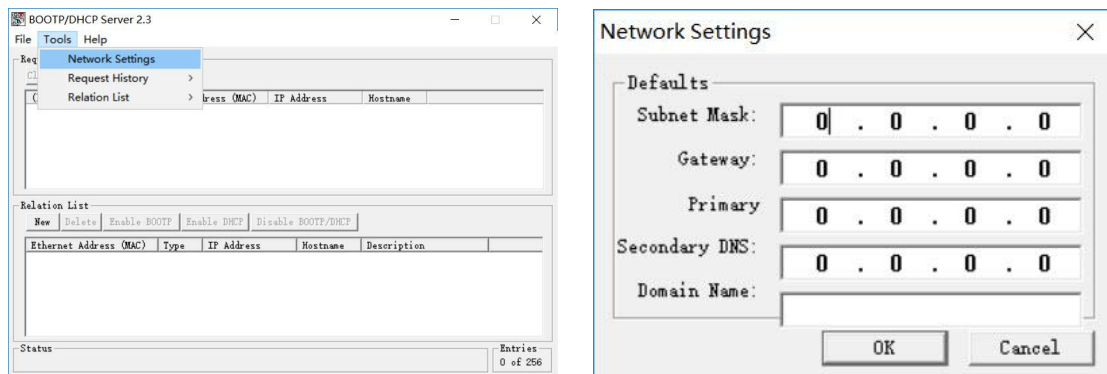 BOOTP/DHCP Server 2.3
File Tools Help
Network Settings
Request History >
Relation List >
(MAC) IP Address Hostname
Relation List
New Delete Enable BOOTP Enable DHCP Disable BOOTP/DHCP
Ethernet Address (MAC) Type IP Address Hostname Description
Status
Entries
0 of 256
Network Settings
Defaults
Subnet Mask: 0 . 0 . 0 . 0
Gateway: 0 . 0 . 0 . 0
Primary 0 . 0 . 0 . 0
Secondary DNS: 0 . 0 . 0 . 0
Domain Name:
OK Cancel